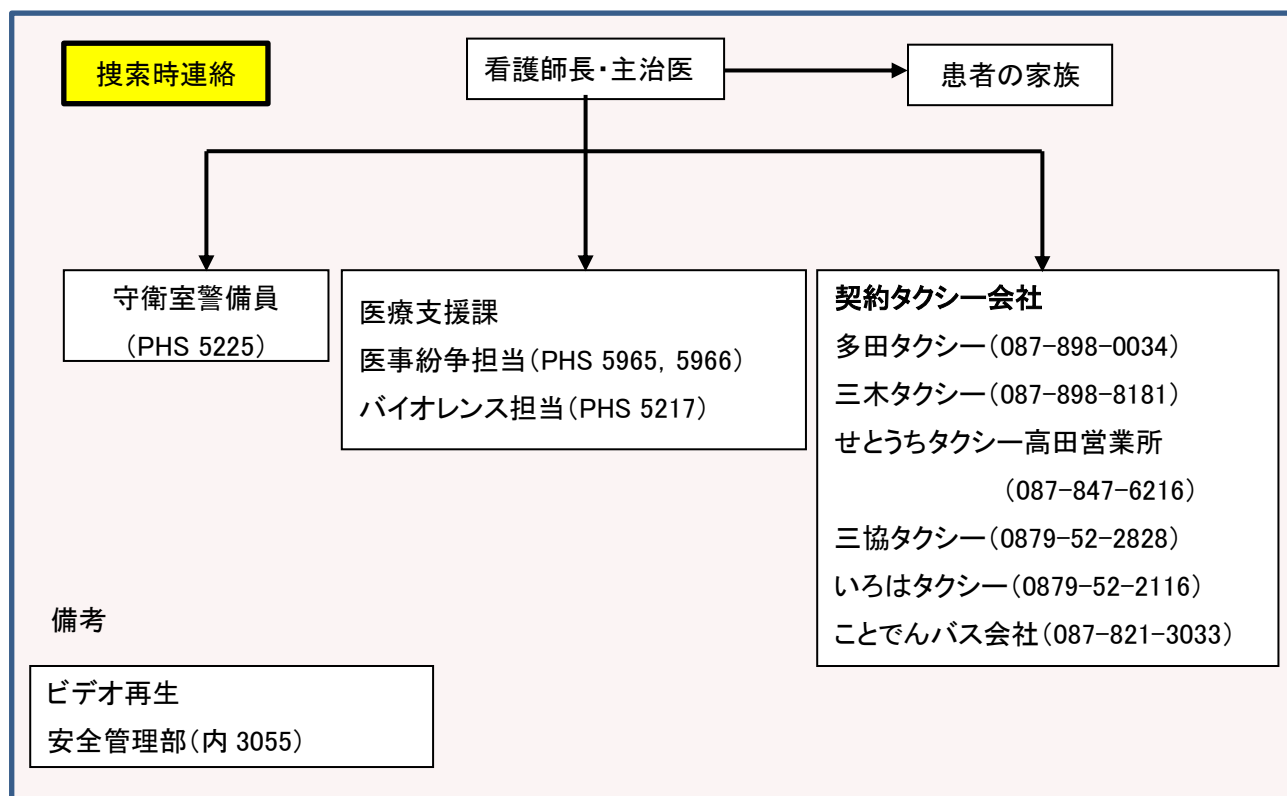 捜索時連絡
看護師長・主治医
患者の家族
守衛室警備員
（PHS 5225）
医療支援課
医事紛争担当（PHS 5965，5966）
バイオレンス担当（PHS 5217）
契約タクシー会社
多田タクシー（087-898-0034）
三木タクシー（087-898-8181）
せとうちタクシー高田営業所
（087-847-6216）
三協タクシー（0879-52-2828）
いろはタクシー（0879-52-2116）
ことでんバス会社（087-821-3033）
備考
ビデオ再生
安全管理部（内 3055）